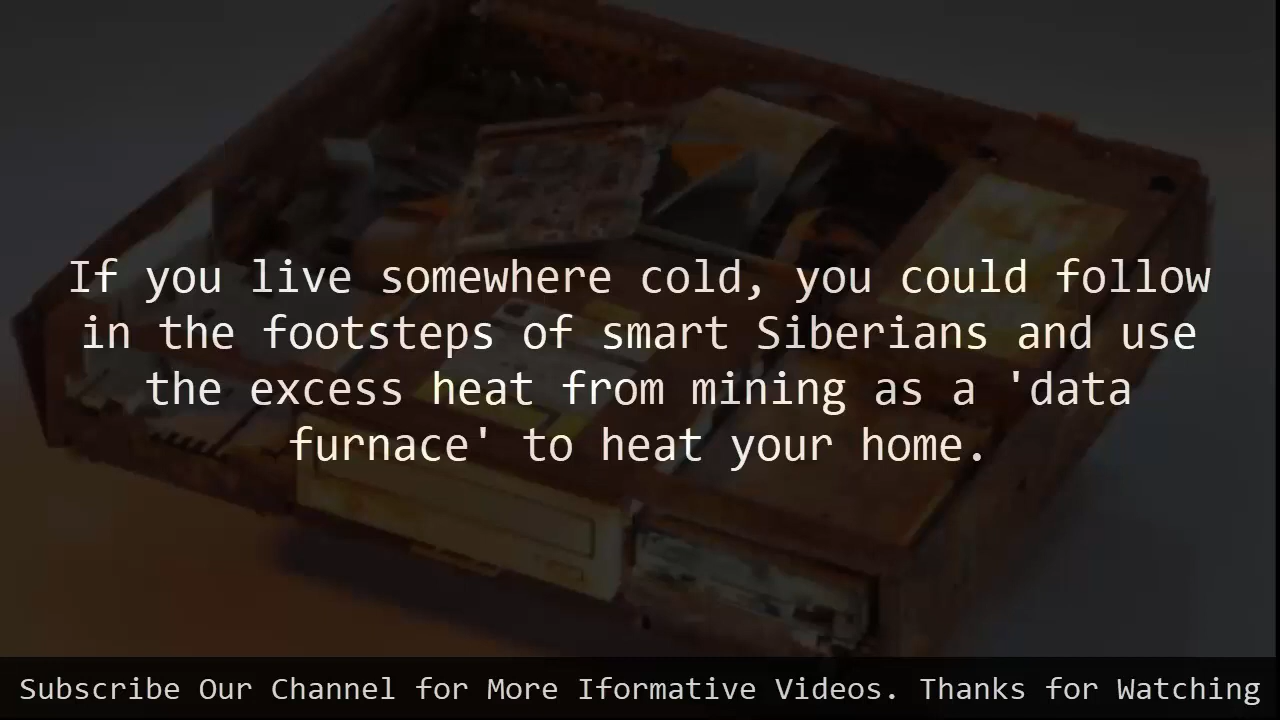 If you live somewhere cold, you could follow
in the footsteps of smart Siberians and use
the excess heat from mining as a 'data
furnace' to heat your home.
Subscribe Our Channel for More Iformative Videos. Thanks for Watching